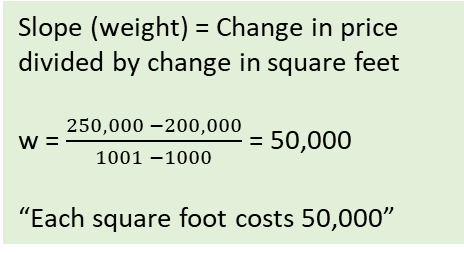 Slope (weight) = Change in price
divided by change in square feet
w = 250,000 −200,000 / 1001 −1000 = 50,000
“Each square foot costs 50,000”